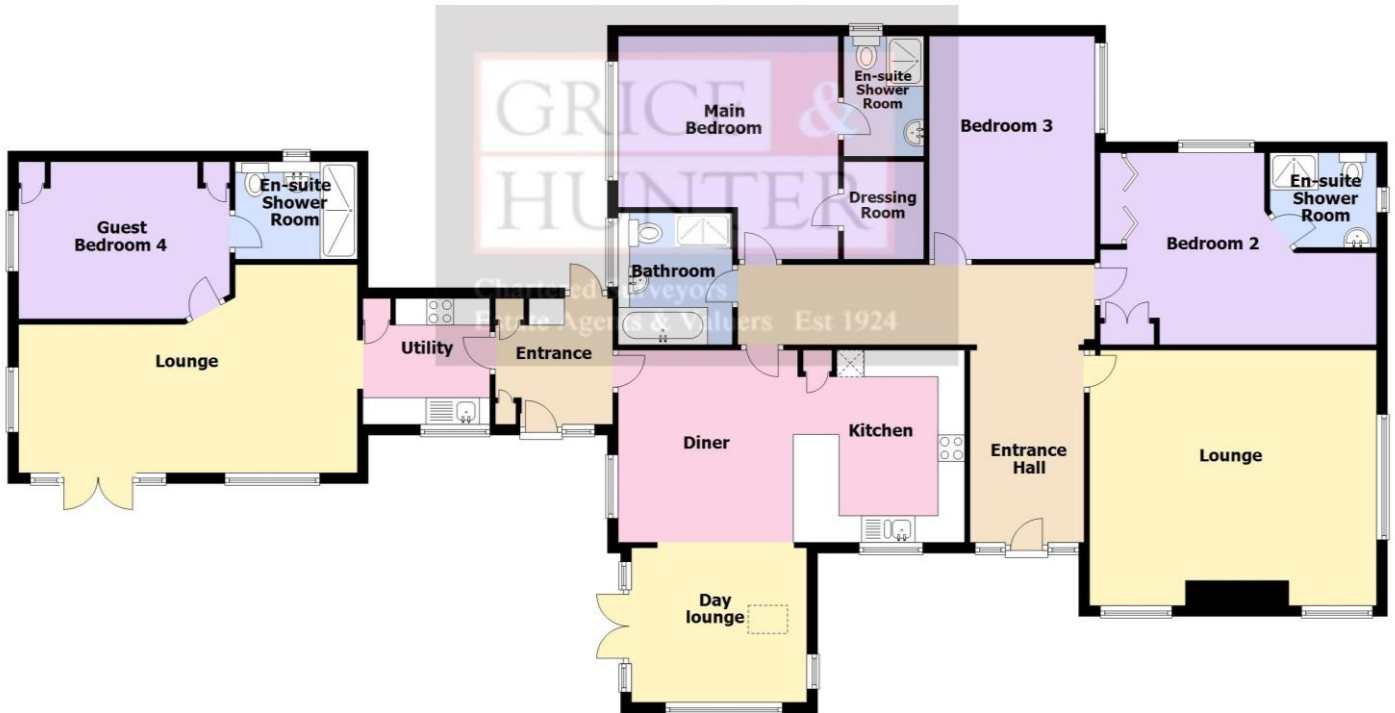 GRICE &
HUNTER
Chartered Surveyors
Estate Agents & Valuers Est 1924
Main
Bedroom
En-suite
Shower
Room
Bedroom 3
Dressing
Room
Guest
Bedroom 4
En-suite
Shower
Room
En-suite
Shower
Room
Bedroom 2
Bathroom
Lounge
Utility
Entrance
Diner
Kitchen
Entrance
Hall
Lounge
Day
lounge